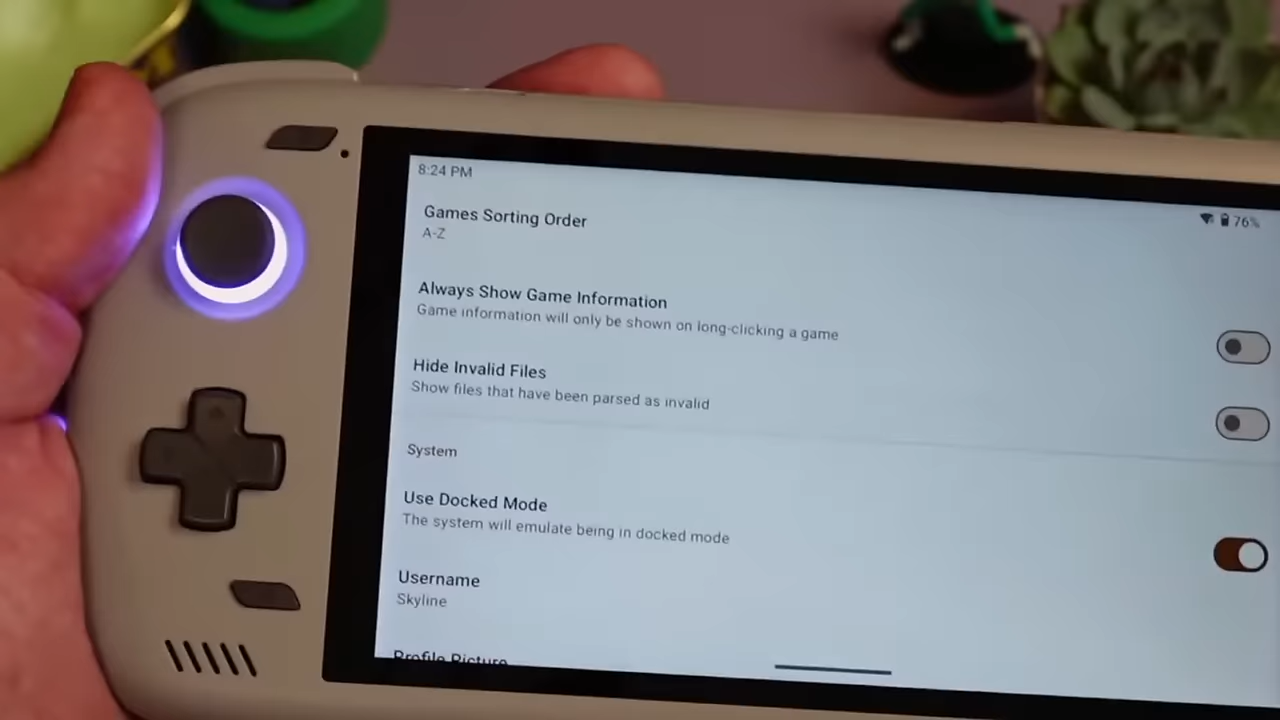 8:24 PM
76%
Games Sorting Order
A-Z
Always Show Game Information
Game information will only be shown on long-clicking a game
Hide Invalid Files
Show files that have been parsed as invalid
System
Use Docked Mode
The system will emulate being in docked mode
Username
Skyline
Profile Picture